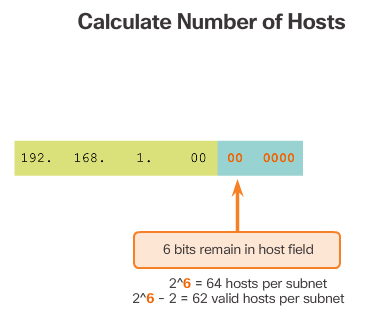 Calculate Number of Hosts
192. 168. 1. 00 00 0000
6 bits remain in host field
2^6 = 64 hosts per subnet
2^6 - 2 = 62 valid hosts per subnet